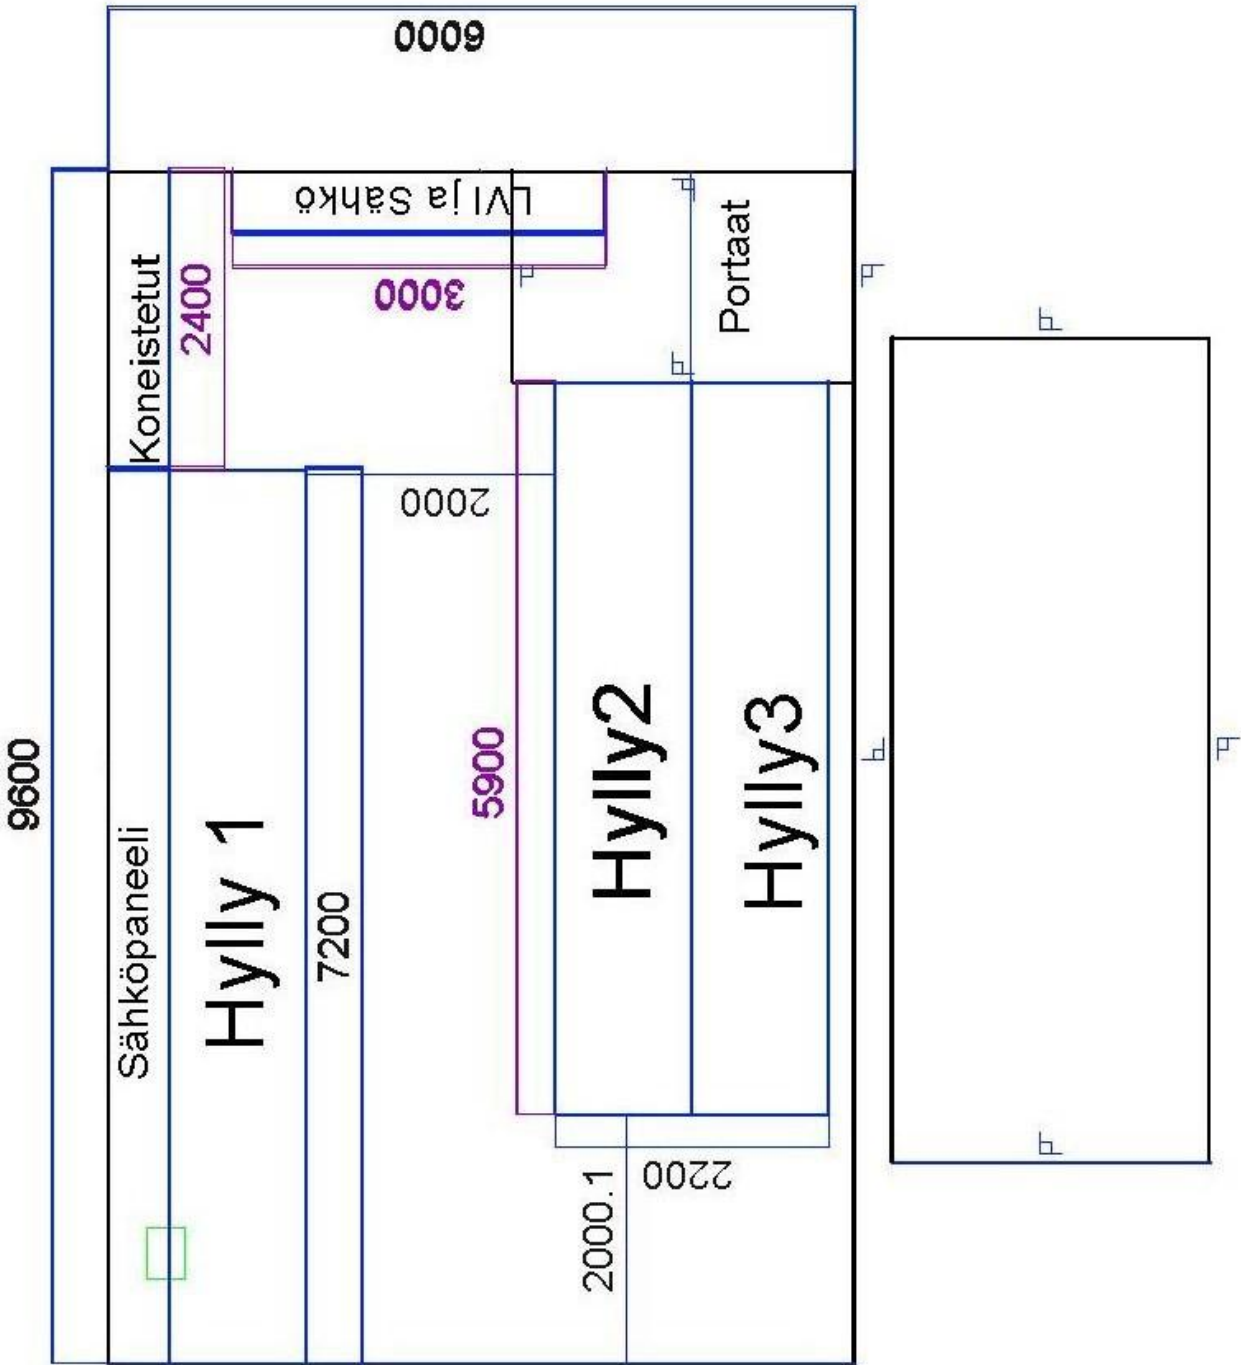 6000
9600
Koneistetut
2400
LVI ja Sähkö
3000
Portaat
2000
Sähköpaneeli
Hylly 1
7200
5900
Hylly2
Hylly3
2200
2000.1